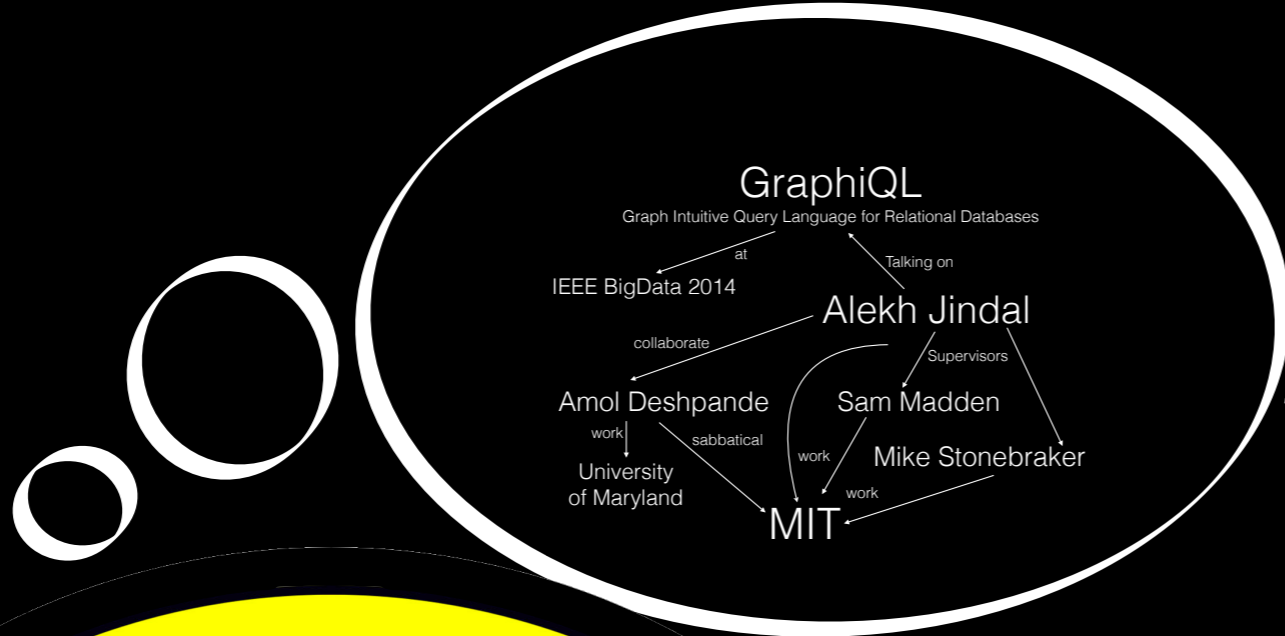 GraphiQL
Graph Intuitive Query Language for Relational Databases
at
Talking on
IEEE BigData 2014
Alekh Jindal
collaborate
Supervisors
Amol Deshpande
Sam Madden
work
sabbatical
work
Mike Stonebraker
University
of Maryland
work
MIT